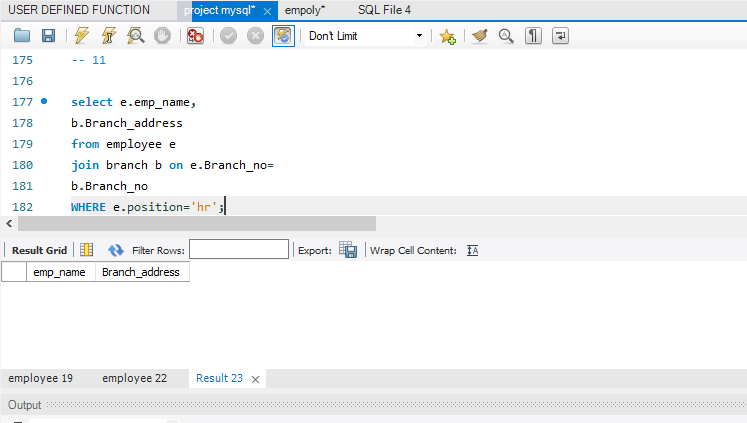 USER DEFINED FUNCTION project mysql* empoly* SQL File 4
Don't Limit
175 -- 11
176
177 select e.emp_name,
178 b.Branch_address
179 from employee e
180 join branch b on e.Branch_no=
181 b.Branch_no
182 WHERE e.position='hr';
Result Grid Filter Rows: Export: Wrap Cell Content:
emp_name Branch_address
employee 19 employee 22 Result 23
Output